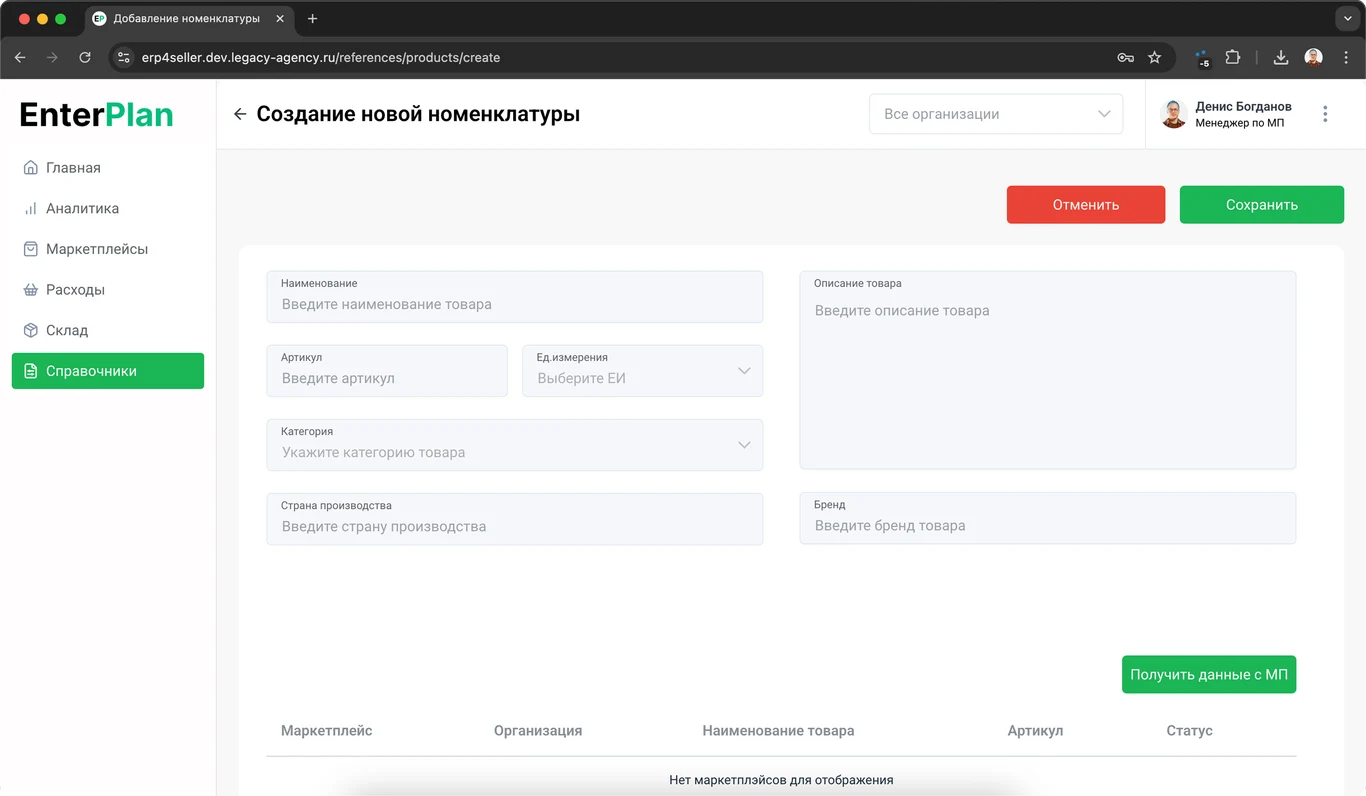 EP Добавление номенклатуры
erp4seller.dev.legacy-agency.ru/references/products/create
-5
EnterPlan
Главная
Аналитика
Маркетплейсы
Расходы
Склад
Справочники
Создание новой номенклатуры
Все организации
Денис Богданов
Менеджер по МП
Отменить
Сохранить
Наименование
Введите наименование товара
Артикул
Введите артикул
Ед.измерения
Выберите ЕИ
Категория
Укажите категорию товара
Страна производства
Введите страну производства
Описание товара
Введите описание товара
Бренд
Введите бренд товара
Получить данные с МП
Маркетплейс Организация Наименование товара Артикул Статус
Нет маркетплэйсов для отображения